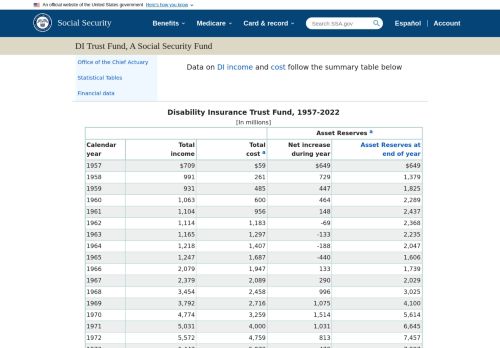 An official website of the United States government Here's how you know
Social Security
Benefits
Medicare
Card & record
Search SSA.gov
Español
Account
DI Trust Fund, A Social Security Fund
Office of the Chief Actuary
Statistical Tables
Financial data
Data on DI income and cost follow the summary table below
Disability Insurance Trust Fund, 1957-2022
[In millions]
Asset Reserves a
Calendar year Total income Total cost a Net increase during year Asset Reserves at end of year
1957 $709 $59 $649 $649
1958 991 261 729 1,379
1959 931 485 447 1,825
1960 1,063 600 464 2,289
1961 1,104 956 148 2,437
1962 1,114 1,183 -69 2,368
1963 1,165 1,297 -133 2,235
1964 1,218 1,407 -188 2,047
1965 1,247 1,687 -440 1,606
1966 2,079 1,947 133 1,739
1967 2,379 2,089 290 2,029
1968 3,454 2,458 996 3,025
1969 3,792 2,716 1,075 4,100
1970 4,774 3,259 1,514 5,614
1971 5,031 4,000 1,031 6,645
1972 5,572 4,759 813 7,457